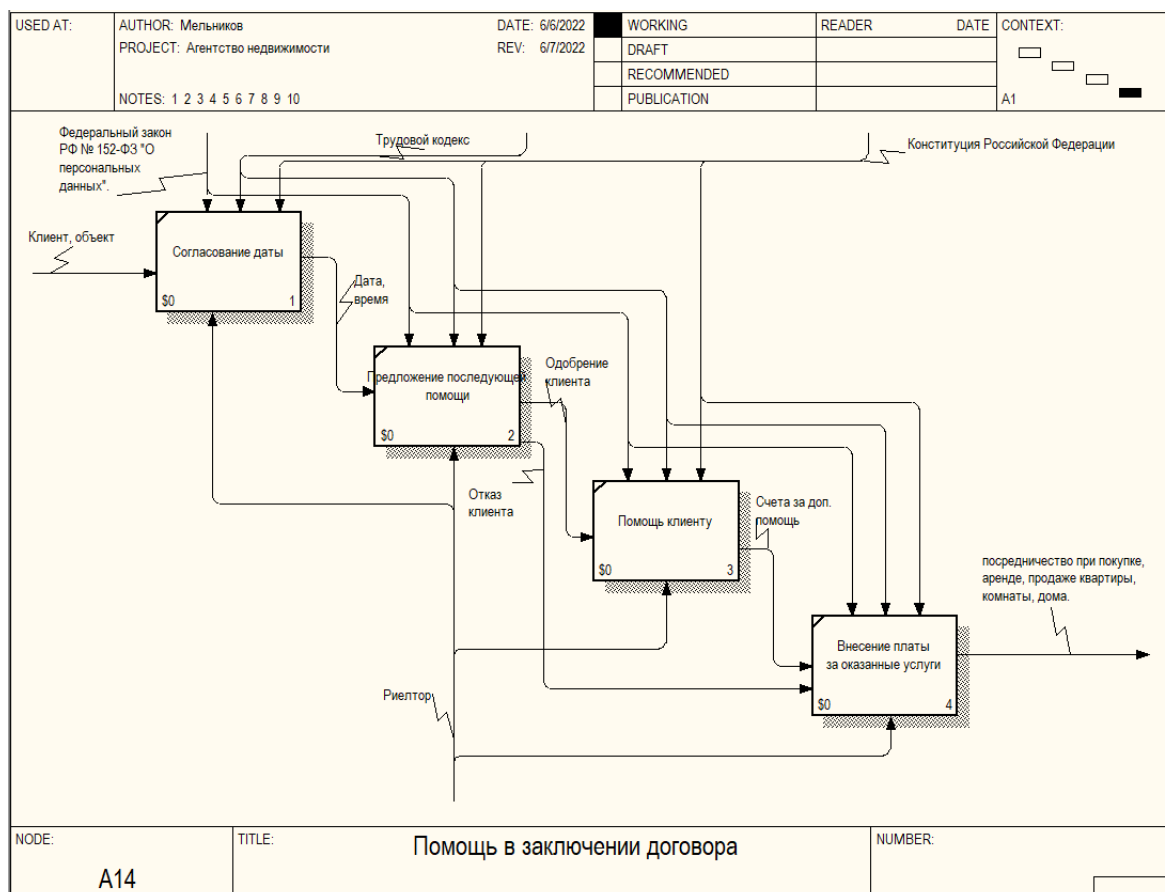 USED AT:
AUTHOR: Мельников
DATE: 6/6/2022
PROJECT: Агентство недвижимости
REV: 6/7/2022
NOTES: 1 2 3 4 5 6 7 8 9 10
WORKING
DRAFT
RECOMMENDED
PUBLICATION
READER
DATE
CONTEXT:
A1
Федеральный закон
РФ № 152-ФЗ "О
персональных
данных".
Трудовой кодекс
Конституция Российской Федерации
Клиент, объект
Согласование даты
$0
1
Дата,
время
Предложение последующей
помощи
$0
2
Одобрение
клиента
Отказ
клиента
Помощь клиенту
$0
3
Счета за доп.
помощь
посредничество при покупке,
аренде, продаже квартиры,
комнаты, дома.
Внесение платы
за оказанные услуги
$0
4
Риелтор
NODE:
A14
TITLE:
Помощь в заключении договора
NUMBER: